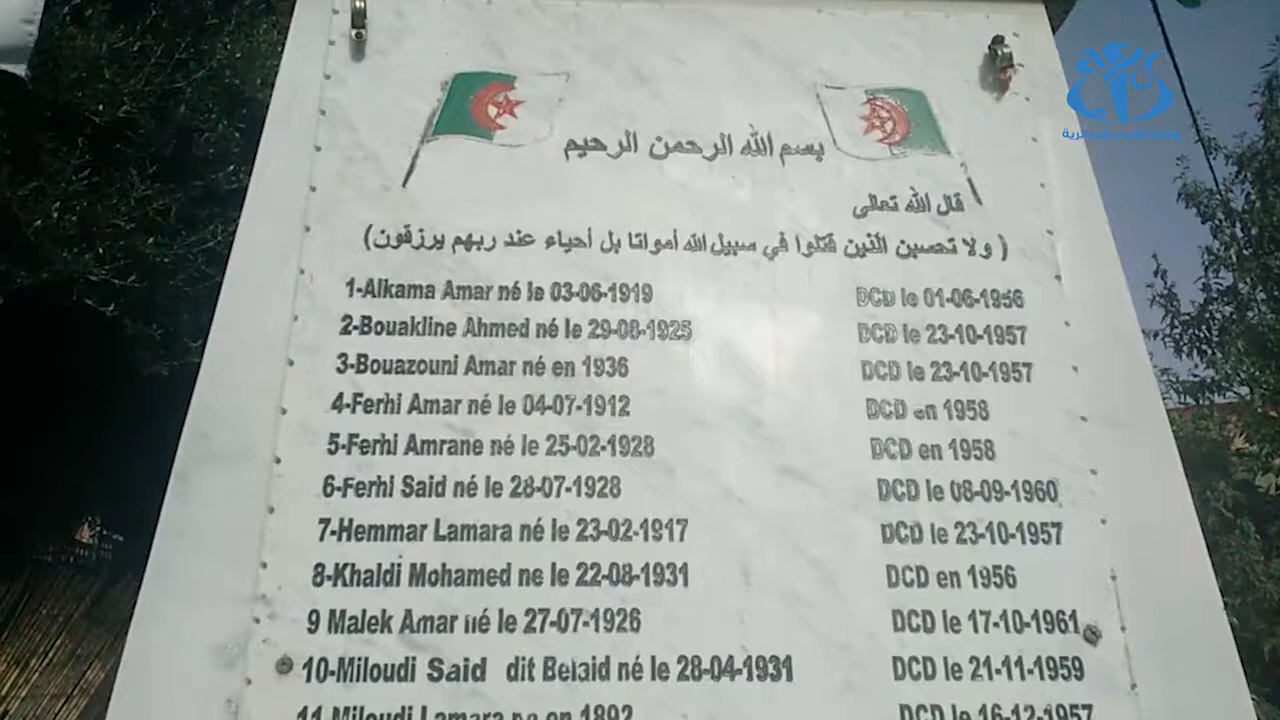 بسم الله الرحمن الرحيم
قال الله تعالى
( ولا تحسبن الذين قتلوا في سبيل الله أمواتا بل أحياء عند ربهم يرزقون)
1-Alkama Amar né le 03-06-1919 DCD le 01-06-1956
2-Bouakline Ahmed né le 29-08-1925 DCD le 23-10-1957
3-Bouazouni Amar né en 1936 DCD le 23-10-1957
4-Ferhi Amar né le 04-07-1912 DCD en 1958
5-Ferhi Amrane né le 25-02-1928 DCD en 1958
6-Ferhi Said né le 28-07-1928 DCD le 08-09-1960
7-Hemmar Lamara né le 23-02-1917 DCD le 23-10-1957
8-Khaldi Mohamed né le 22-08-1931 DCD en 1956
9 Malek Amar né le 27-07-1926 DCD le 17-10-1961
10-Miloudi Said dit Belaid né le 28-04-1931 DCD le 21-11-1959
11-Miloudi Lamara né en 1892 DCD le 16-12-1957